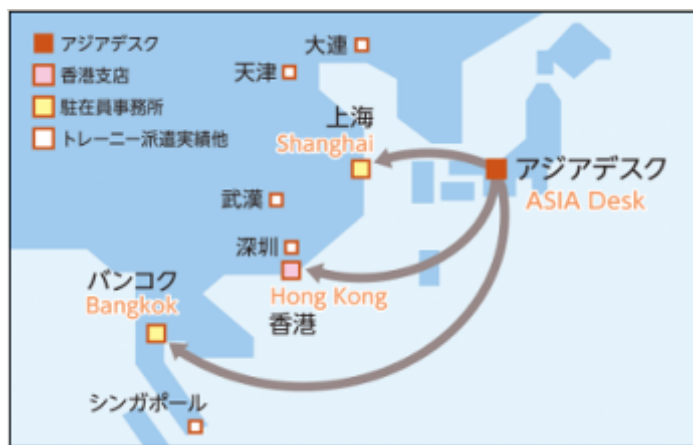 アジアデスク
香港支店
駐在員事務所
トレーニー派遣実績他
大連
天津
上海
Shanghai
アジアデスク
ASIA Desk
武漢
深圳
バンコク
Bangkok
Hong Kong
香港
シンガポール